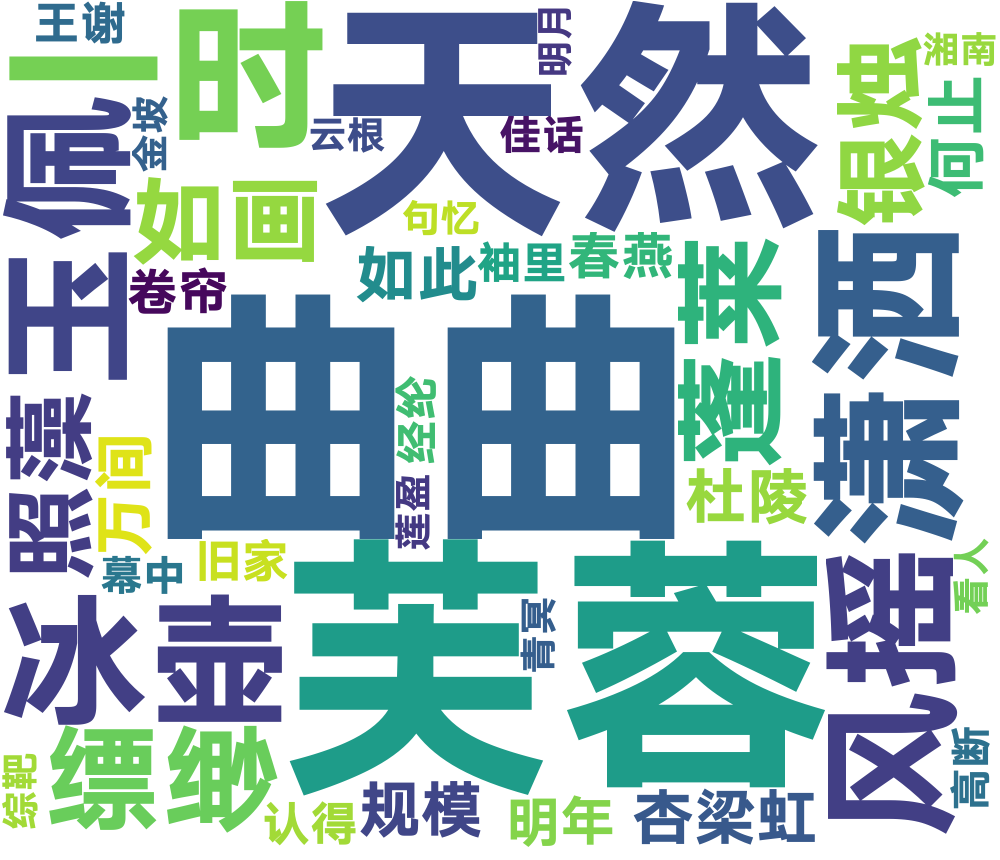 王谢
一时
天然
明月
湘南
银烛
何止
玉佩
金坡
云根
佳话
如画
句忆
如此
袖里
春燕
卷帘
曲曲
蓬莱
潇洒
照藻
万间
经纶
莲盈
杜陵
幕中
旧家
芙蓉
青冥
看人
风摇
冰壶
缥缈
综靶
认得
规模
明年
杏梁虹
高断